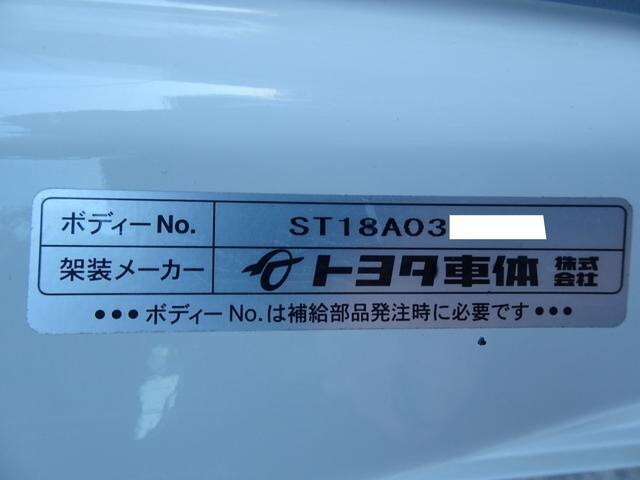 ボディーNo. ST18A03
架装メーカー トヨタ車体 株式会社
●●●ボディーNo.は補給部品発注時に必要です●●●